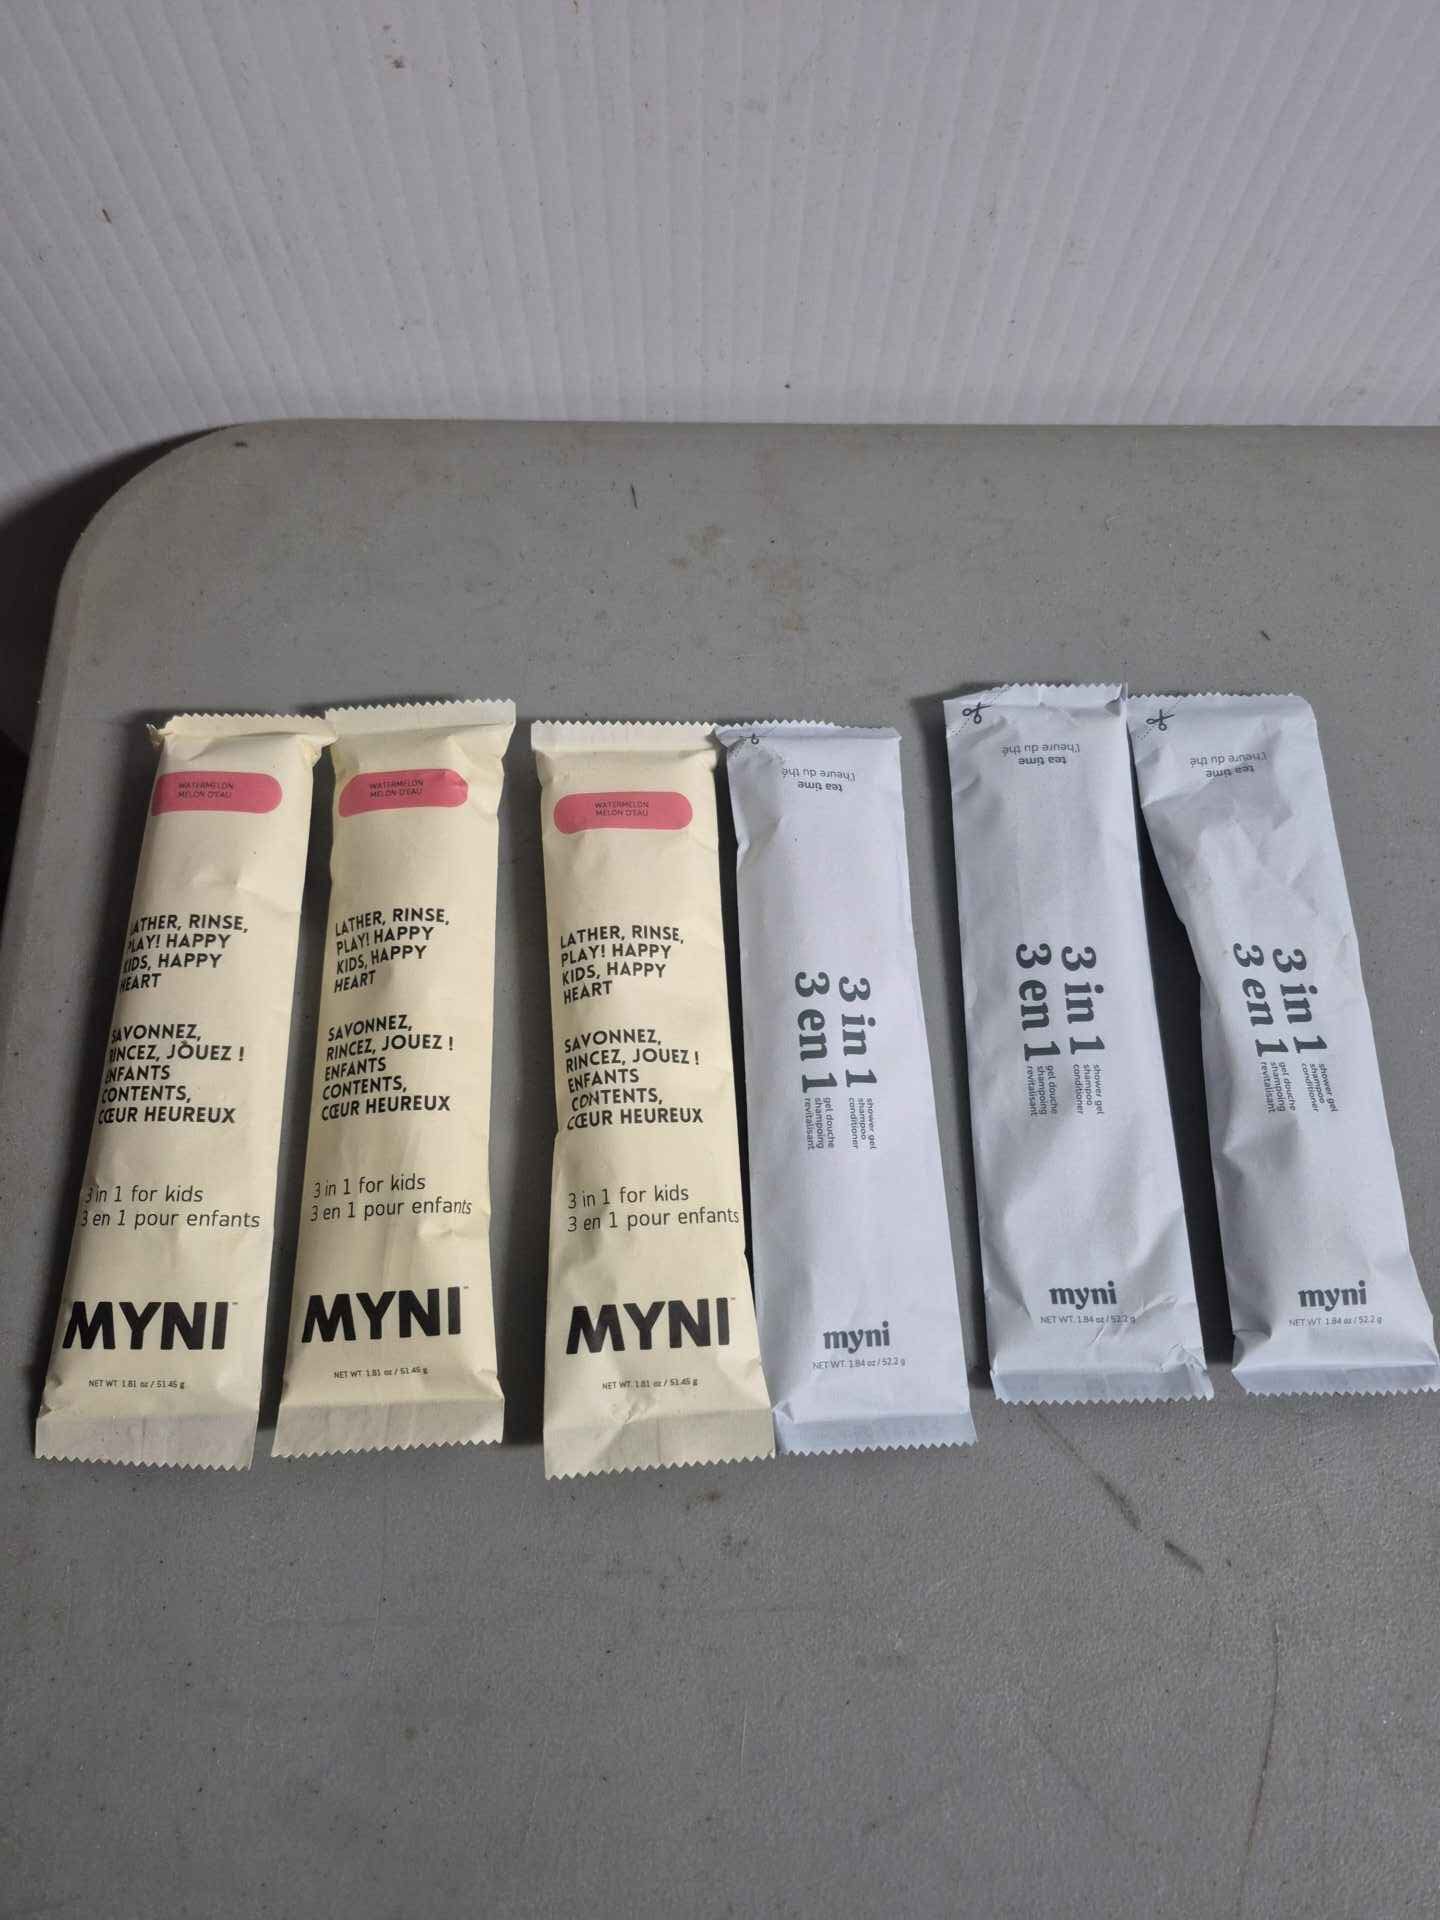 WATERMELON
MELON D'EAU
LATHER, RINSE,
PLAY! HAPPY
KIDS, HAPPY
HEART
SAVONNEZ,
RINCEZ, JOUEZ !
ENFANTS
CONTENTS,
CŒUR HEUREUX
3 in 1 for kids
3 en 1 pour enfants
MYNI™
NET WT. 1.81 oz / 51.45 g
WATERMELON
MELON D'EAU
LATHER, RINSE,
PLAY! HAPPY
KIDS, HAPPY
HEART
SAVONNEZ,
RINCEZ, JOUEZ !
ENFANTS
CONTENTS,
CŒUR HEUREUX
3 in 1 for kids
3 en 1 pour enfants
MYNI™
NET WT. 1.81 oz / 51.45 g
WATERMELON
MELON D'EAU
LATHER, RINSE,
PLAY! HAPPY
KIDS, HAPPY
HEART
SAVONNEZ,
RINCEZ, JOUEZ !
ENFANTS
CONTENTS,
CŒUR HEUREUX
3 in 1 for kids
3 en 1 pour enfants
MYNI™
NET WT. 1.81 oz / 51.45 g
tea time
l'heure du thé
3 in 1
3 en 1
shower gel
shampoo
conditioner
gel douche
shampoing
revitalisant
myni
NET WT. 1.84 oz / 52.2 g
tea time
l'heure du thé
3 in 1
3 en 1
shower gel
shampoo
conditioner
gel douche
shampoing
revitalisant
myni
NET WT. 1.84 oz / 52.2 g
tea time
l'heure du thé
3 in 1
3 en 1
shower gel
shampoo
conditioner
gel douche
shampoing
revitalisant
myni
NET WT. 1.84 oz / 52.2 g